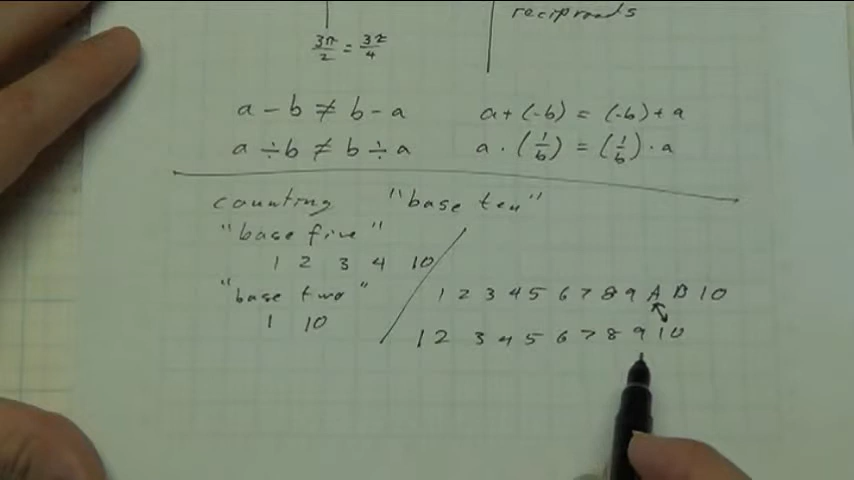 reciprocals
3π/2 = 3π/4
a - b ≠ b - a
a + (-b) = (-b) + a
a ÷ b ≠ b ÷ a
a · (1/b) = (1/b) · a
counting "base ten"
"base five"
1 2 3 4 10
"base two"
1 10
1 2 3 4 5 6 7 8 9 A B 10
1 2 3 4 5 6 7 8 9 10